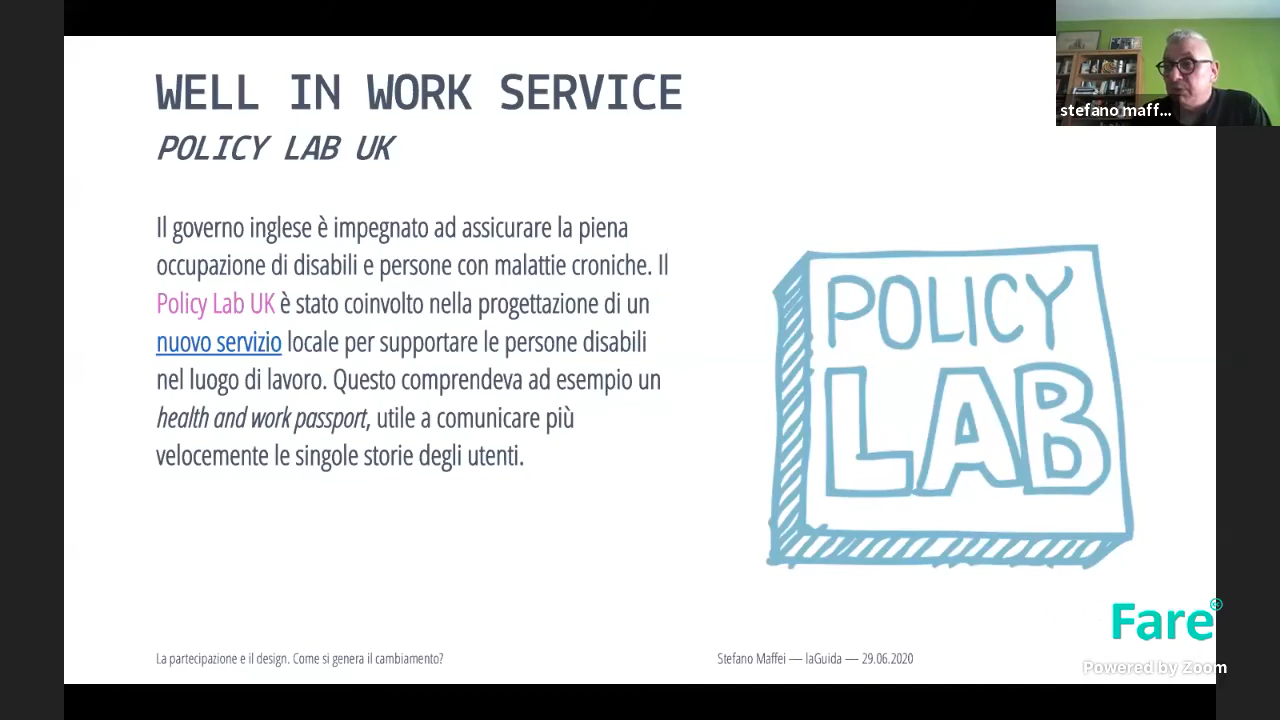 WELL IN WORK SERVICE
POLICY LAB UK
stefano maff...
Il governo inglese è impegnato ad assicurare la piena
occupazione di disabili e persone con malattie croniche. Il
Policy Lab UK è stato coinvolto nella progettazione di un
nuovo servizio locale per supportare le persone disabili
nel luogo di lavoro. Questo comprendeva ad esempio un
health and work passport, utile a comunicare più
velocemente le singole storie degli utenti.
POLICY
LAB
Fare
Powered by Zoom
La partecipazione e il design. Come si genera il cambiamento?
Stefano Maffei — laGuida — 29.06.2020